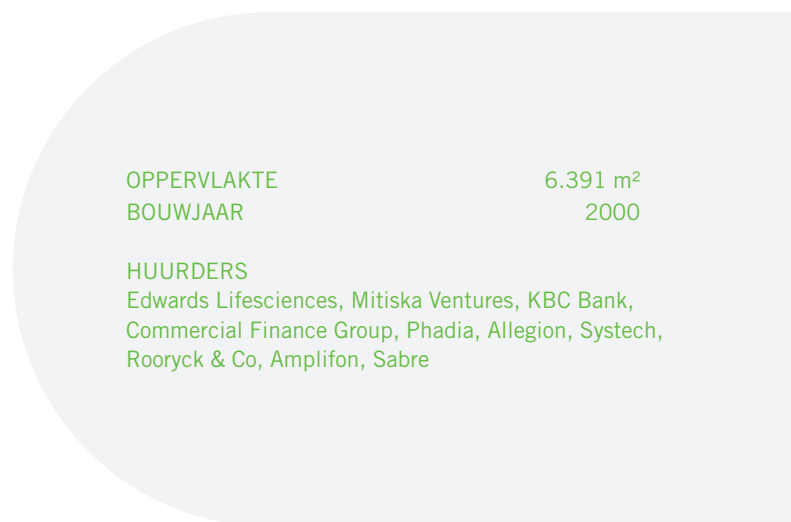 OPPERVLAKTE 6.391 m²
BOUWJAAR 2000
HUURDERS
Edwards Lifesciences, Mitiska Ventures, KBC Bank,
Commercial Finance Group, Phadia, Allegion, Systech,
Rooryck & Co, Amplifon, Sabre